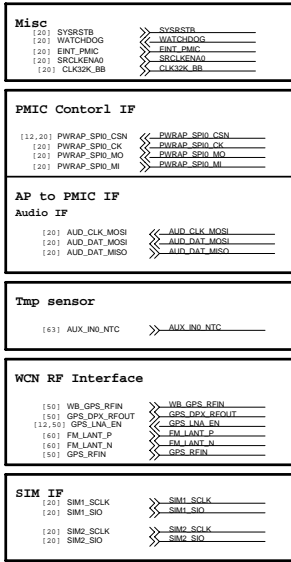 Misc
[20] SYSRSTB SYSRSTB
[20] WATCHDOG WATCHDOG
[20] EINT_PMIC EINT_PMIC
[20] SRCLKENA0 SRCLKENA0
[20] CLK32K_BB CLK32K_BB
PMIC Contorl IF
[12,20] PWRAP_SPI0_CSN PWRAP_SPI0_CSN
[20] PWRAP_SPI0_CK PWRAP_SPI0_CK
[20] PWRAP_SPI0_MO PWRAP_SPI0_MO
[20] PWRAP_SPI0_MI PWRAP_SPI0_MI
AP to PMIC IF
Audio IF
[20] AUD_CLK_MOSI AUD_CLK_MOSI
[20] AUD_DAT_MOSI AUD_DAT_MOSI
[20] AUD_DAT_MISO AUD_DAT_MISO
Tmp sensor
[63] AUX_IN0_NTC AUX_IN0_NTC
WCN RF Interface
[50] WB_GPS_RFIN WB_GPS_RFIN
[50] GPS_DPX_RFOUT GPS_DPX_RFOUT
[12,50] GPS_LNA_EN GPS_LNA_EN
[60] FM_LANT_P FM_LANT_P
[60] FM_LANT_N FM_LANT_N
[50] GPS_RFIN GPS_RFIN
SIM IF
[20] SIM1_SCLK SIM1_SCLK
[20] SIM1_SIO SIM1_SIO
[20] SIM2_SCLK SIM2_SCLK
[20] SIM2_SIO SIM2_SIO